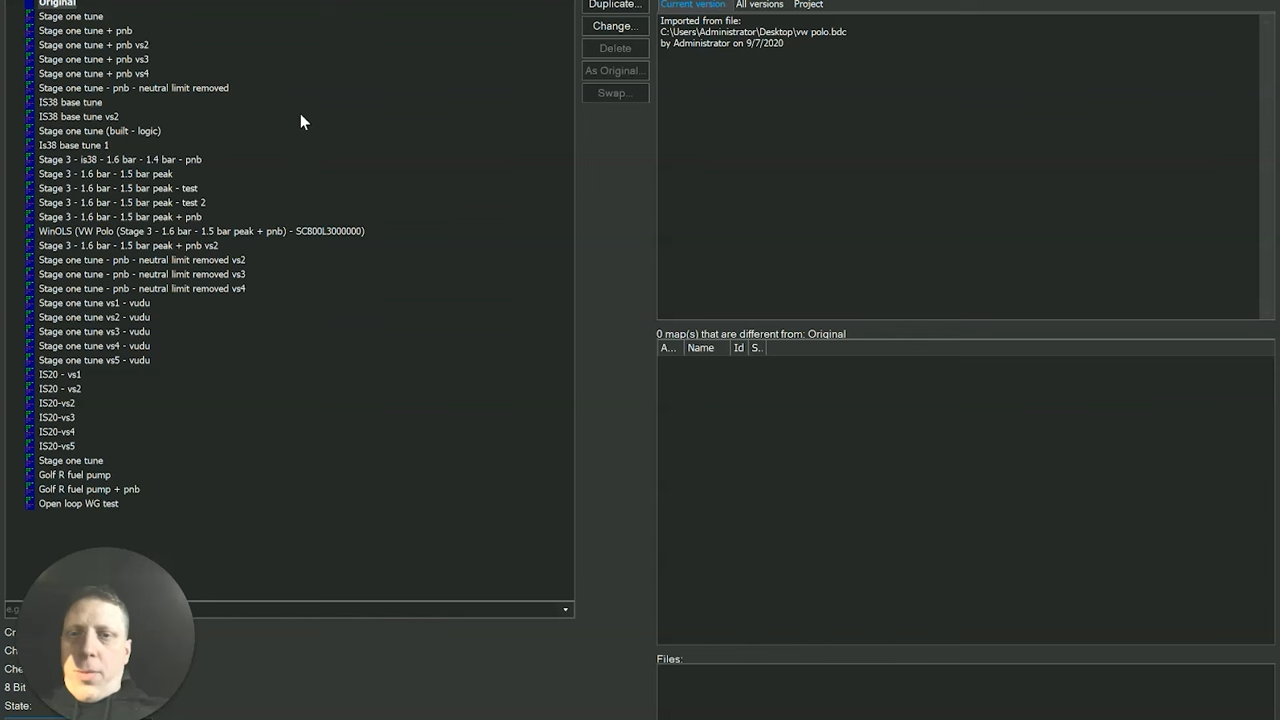 Original
Stage one tune
Stage one tune + pnb
Stage one tune + pnb vs2
Stage one tune + pnb vs3
Stage one tune + pnb vs4
Stage one tune - pnb - neutral limit removed
IS38 base tune
IS38 base tune vs2
Stage one tune (built - logic)
Is38 base tune 1
Stage 3 - is38 - 1.6 bar - 1.4 bar - pnb
Stage 3 - 1.6 bar - 1.5 bar peak
Stage 3 - 1.6 bar - 1.5 bar peak - test
Stage 3 - 1.6 bar - 1.5 bar peak - test 2
Stage 3 - 1.6 bar - 1.5 bar peak + pnb
WinOLS (VW Polo (Stage 3 - 1.6 bar - 1.5 bar peak + pnb) - SC800L3000000)
Stage 3 - 1.6 bar - 1.5 bar peak + pnb vs2
Stage one tune - pnb - neutral limit removed vs2
Stage one tune - pnb - neutral limit removed vs3
Stage one tune - pnb - neutral limit removed vs4
Stage one tune vs1 - vudu
Stage one tune vs2 - vudu
Stage one tune vs3 - vudu
Stage one tune vs4 - vudu
Stage one tune vs5 - vudu
IS20 - vs1
IS20 - vs2
IS20-vs2
IS20-vs3
IS20-vs4
IS20-vs5
Stage one tune
Golf R fuel pump
Golf R fuel pump + pnb
Open loop WG test
e.g
Cr
Ch
Che
8 Bit
State:
Duplicate...
Change...
Delete
As Original...
Swap...
Current version All versions Project
Imported from file:
C:\Users\Administrator\Desktop\vw polo.bdc
by Administrator on 9/7/2020
0 map(s) that are different from: Original
A... Name Id S..
Files: